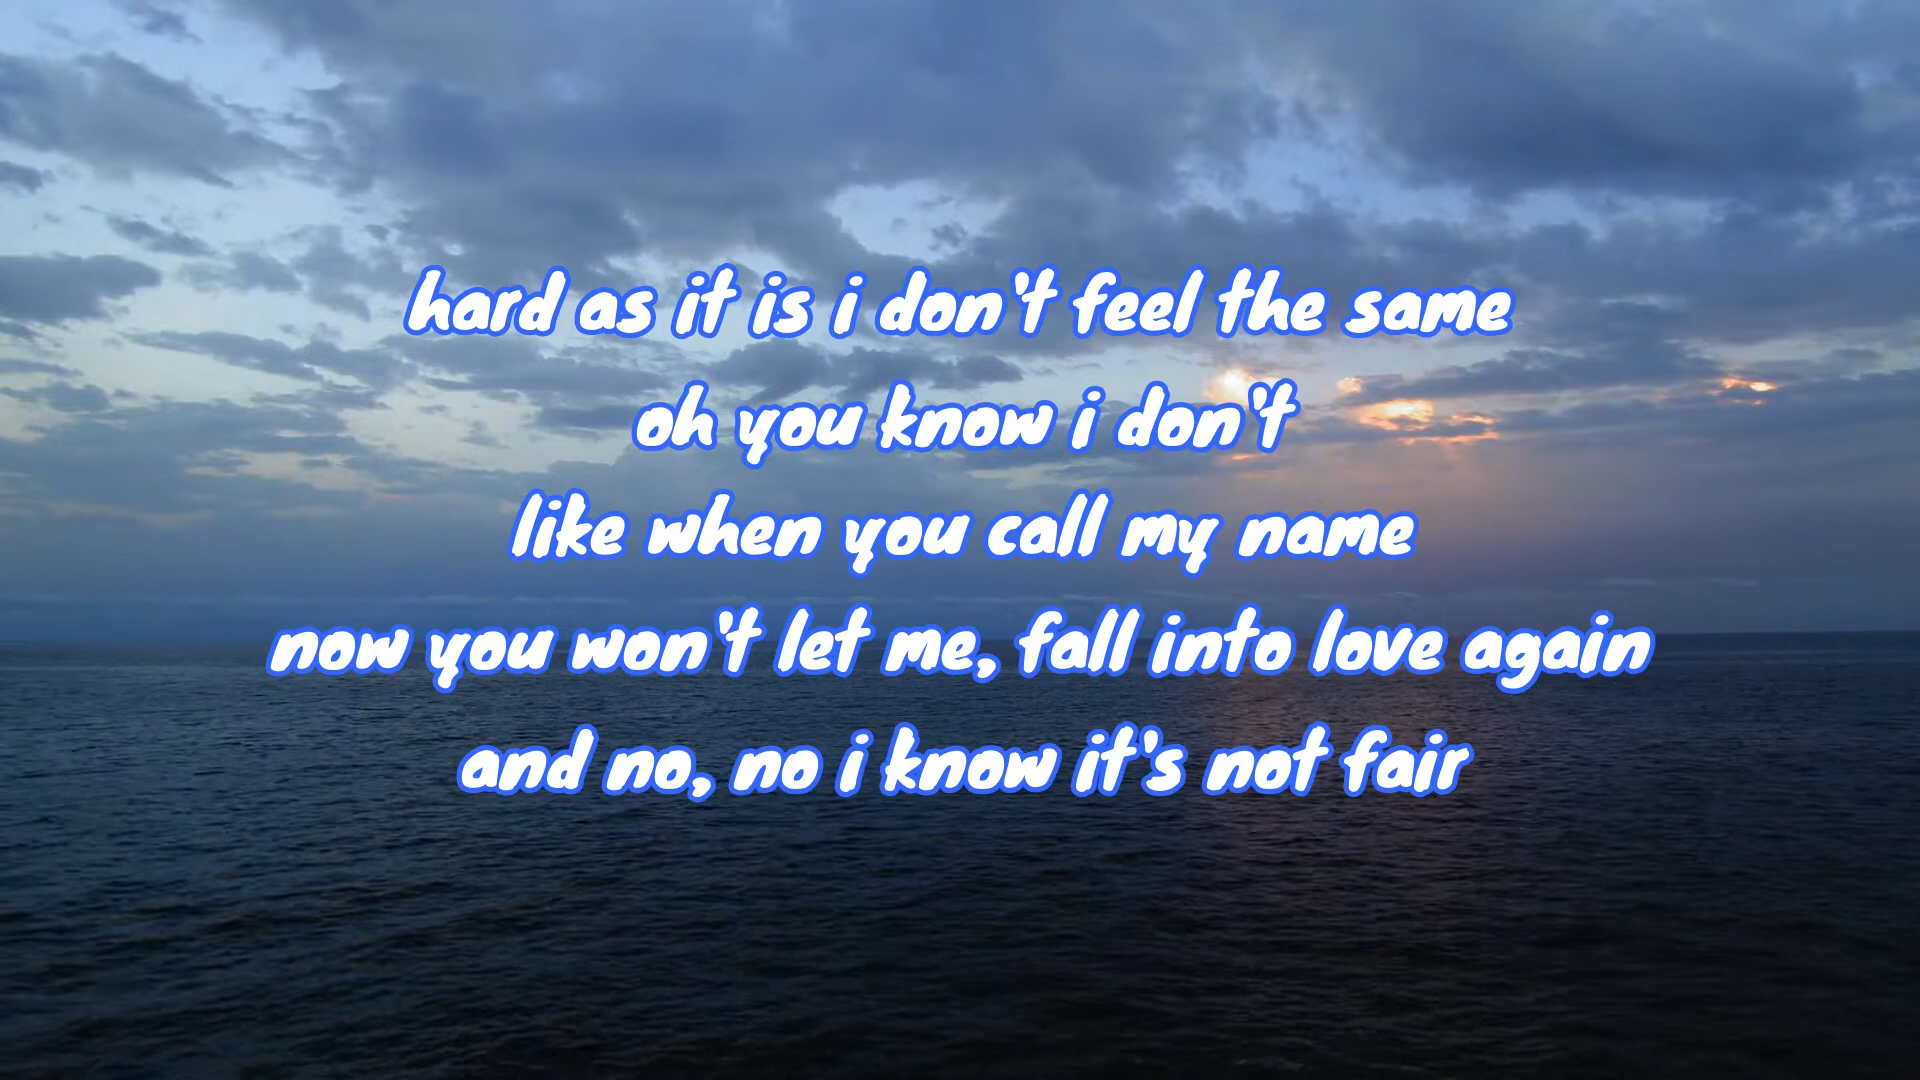 hard as it is i don't feel the same
oh you know i don't
like when you call my name
now you won't let me, fall into love again
and no, no i know it's not fair